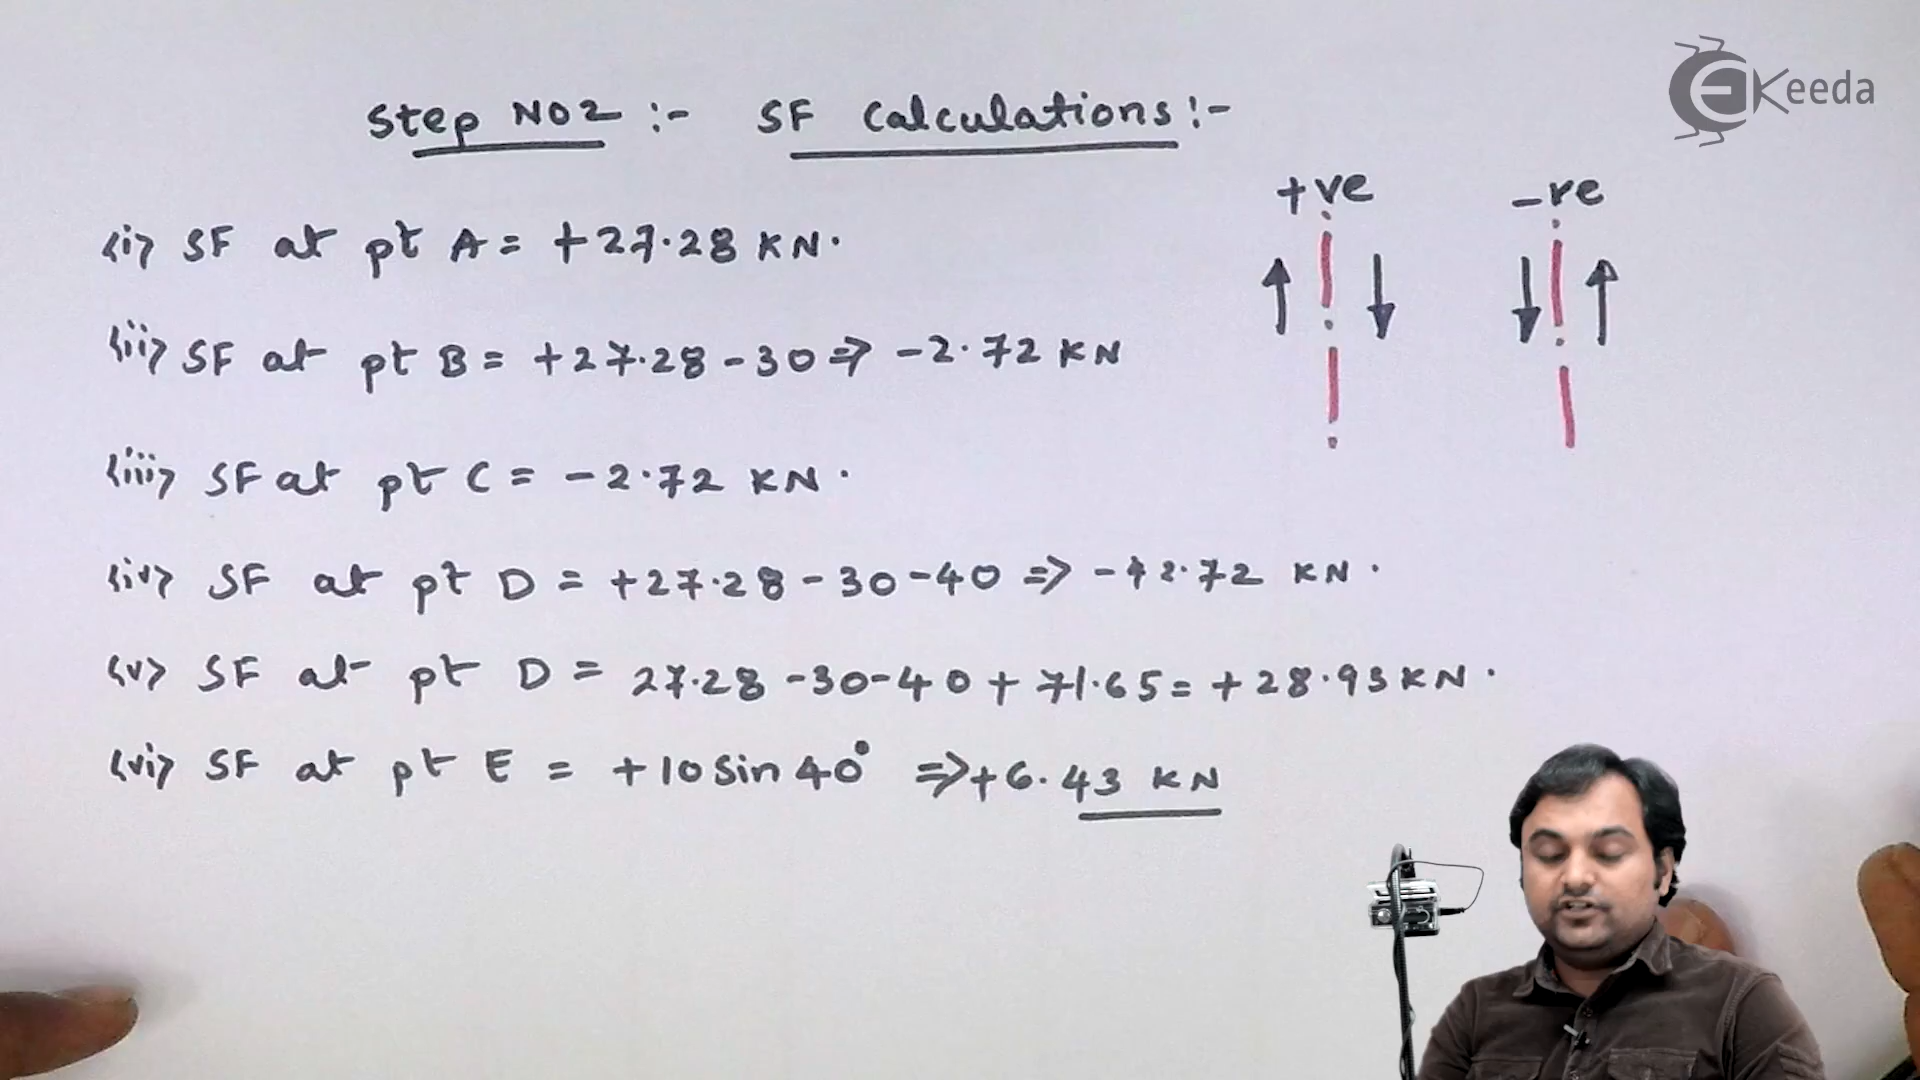 EKeeda
Step NO2 :- SF Calculations :-
+ve -ve
(i) SF at pt A = +27.28 KN.
(ii) SF at pt B = +27.28-30 ⇒ -2.72 KN
(iii) SF at pt C = -2.72 KN.
(iv) SF at pt D = +27.28-30-40 ⇒ -42.72 KN.
(v) SF at pt D = 27.28-30-40+71.65 = +28.93 KN.
(vi) SF at pt E = +10 sin 40° ⇒ +6.43 KN